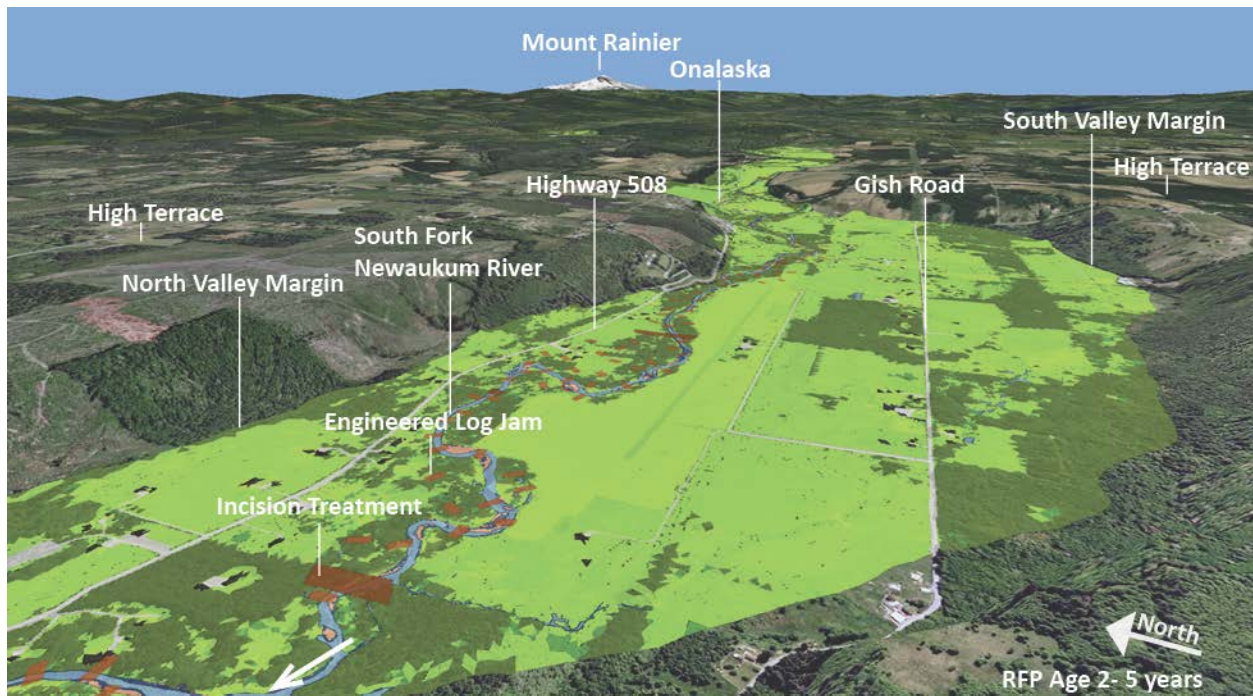 Mount Rainier
Onalaska
South Valley Margin
High Terrace
Highway 508
Gish Road
High Terrace
South Fork
Newaukum River
North Valley Margin
Engineered Log Jam
Incision Treatment
North
RFP Age 2- 5 years